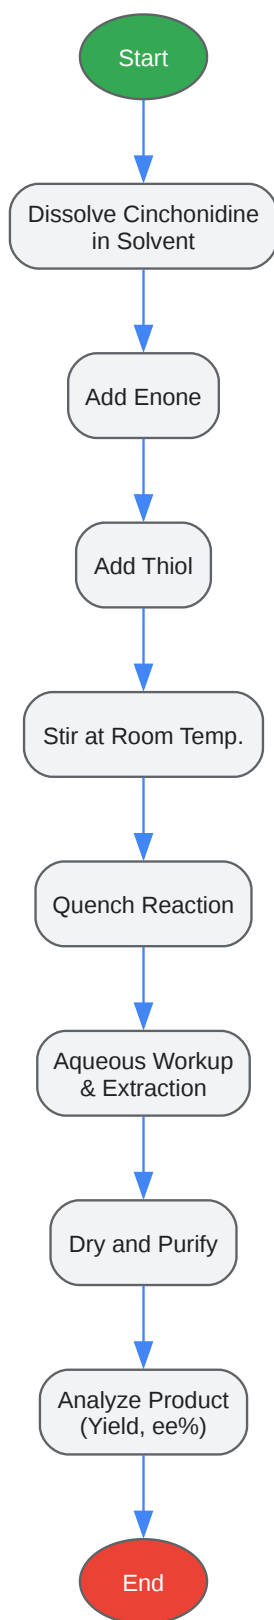 Start
Dissolve Cinchonidine
in Solvent
Add Enone
Add Thiol
Stir at Room Temp.
Quench Reaction
Aqueous Workup
& Extraction
Dry and Purify
Analyze Product
(Yield, ee%)
End